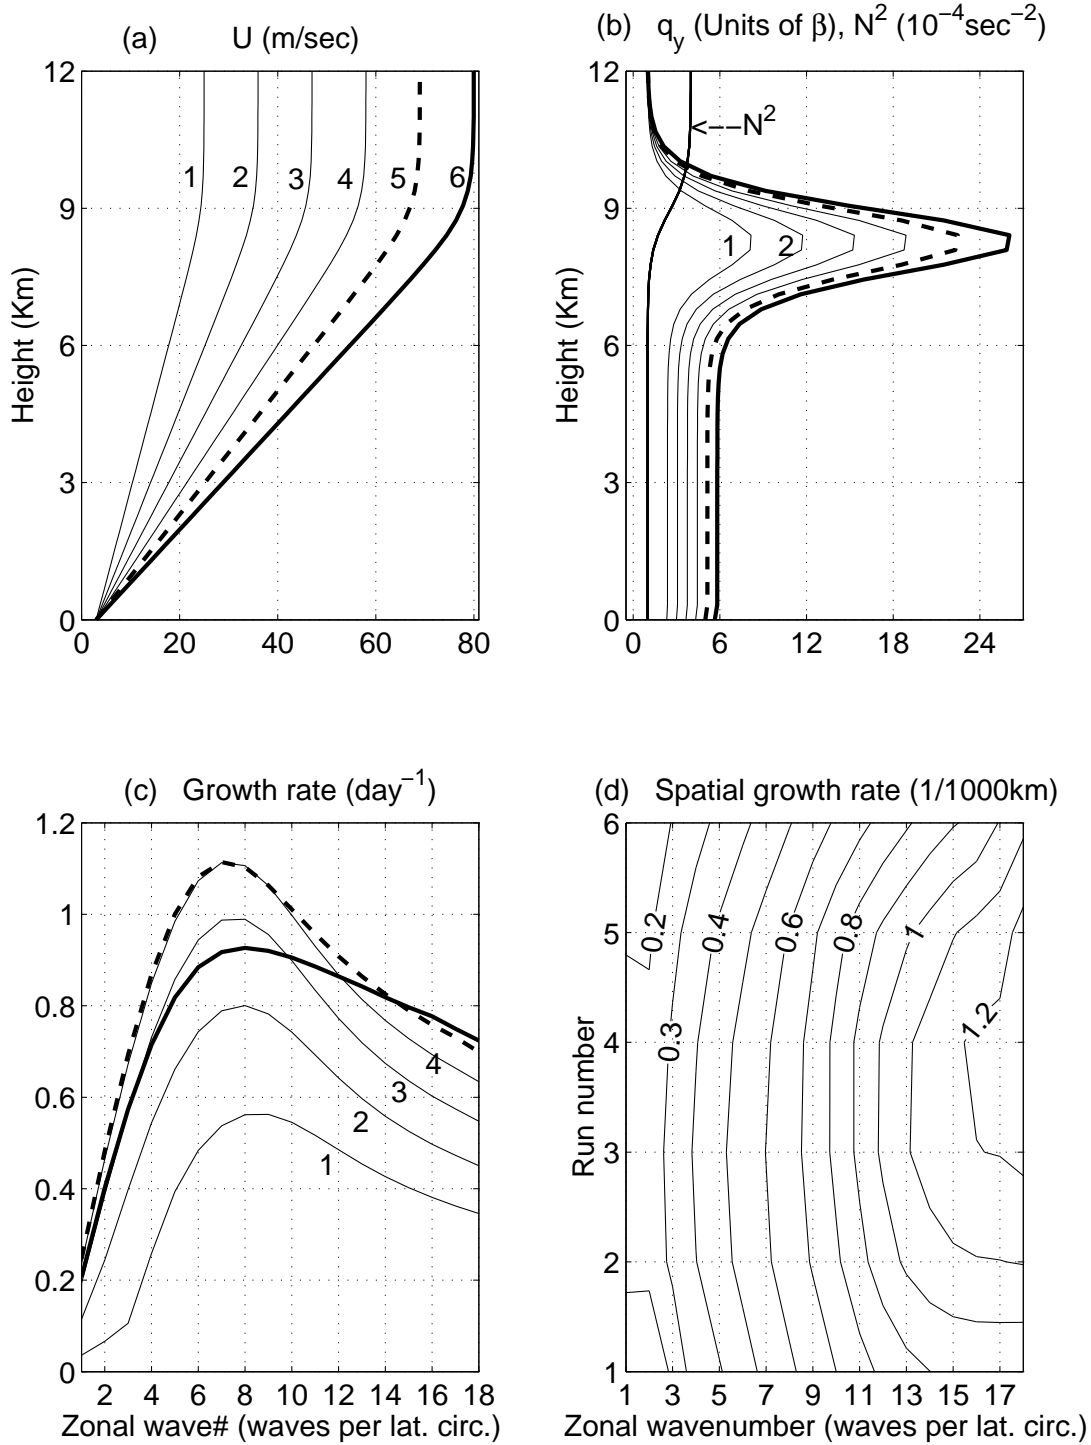 (a) U (m/sec)
12
9
6
3
0
Height (Km)
1 2 3 4 5 6
0 20 40 60 80
(b) q_y (Units of β), N² (10⁻⁴sec⁻²)
12
9
6
3
0
Height (Km)
<−−N²
1 2
0 6 12 18 24
(c) Growth rate (day⁻¹)
1.2
1
0.8
0.6
0.4
0.2
0
4
3
2
1
2 4 6 8 10 12 14 16 18
Zonal wave# (waves per lat. circ.)
(d) Spatial growth rate (1/1000km)
6
5
4
3
2
1
Run number
0.2 0.4 0.6 0.8 1
0.3 1.2
1 3 5 7 9 11 13 15 17
Zonal wavenumber (waves per lat. circ.)